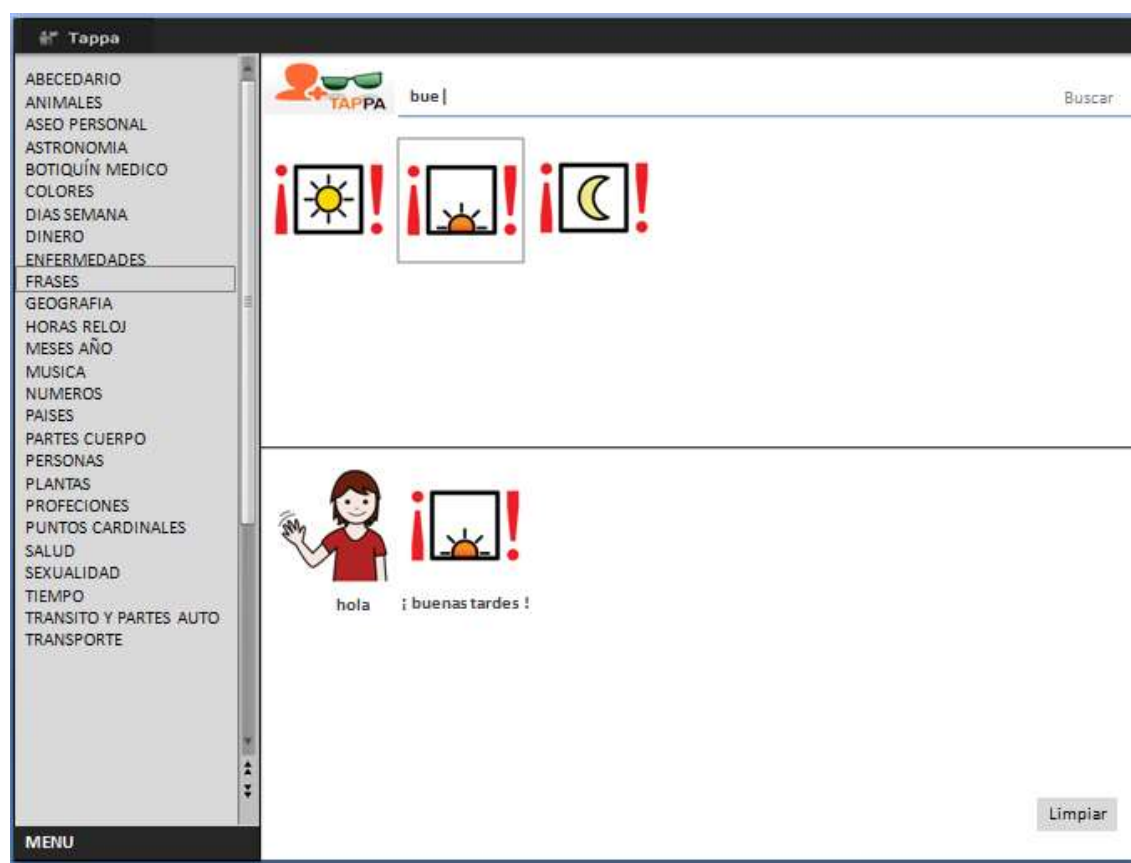 Tappa
ABECEDARIO
ANIMALES
ASEO PERSONAL
ASTRONOMIA
BOTIQUÍN MEDICO
COLORES
DIAS SEMANA
DINERO
ENFERMEDADES
FRASES
GEOGRAFIA
HORAS RELOJ
MESES AÑO
MUSICA
NUMEROS
PAISES
PARTES CUERPO
PERSONAS
PLANTAS
PROFECIONES
PUNTOS CARDINALES
SALUD
SEXUALIDAD
TIEMPO
TRANSITO Y PARTES AUTO
TRANSPORTE
MENU
TAPPA
bue
Buscar
¡ !
¡ !
¡ !
¡ !
hola
¡ buenas tardes !
Limpiar